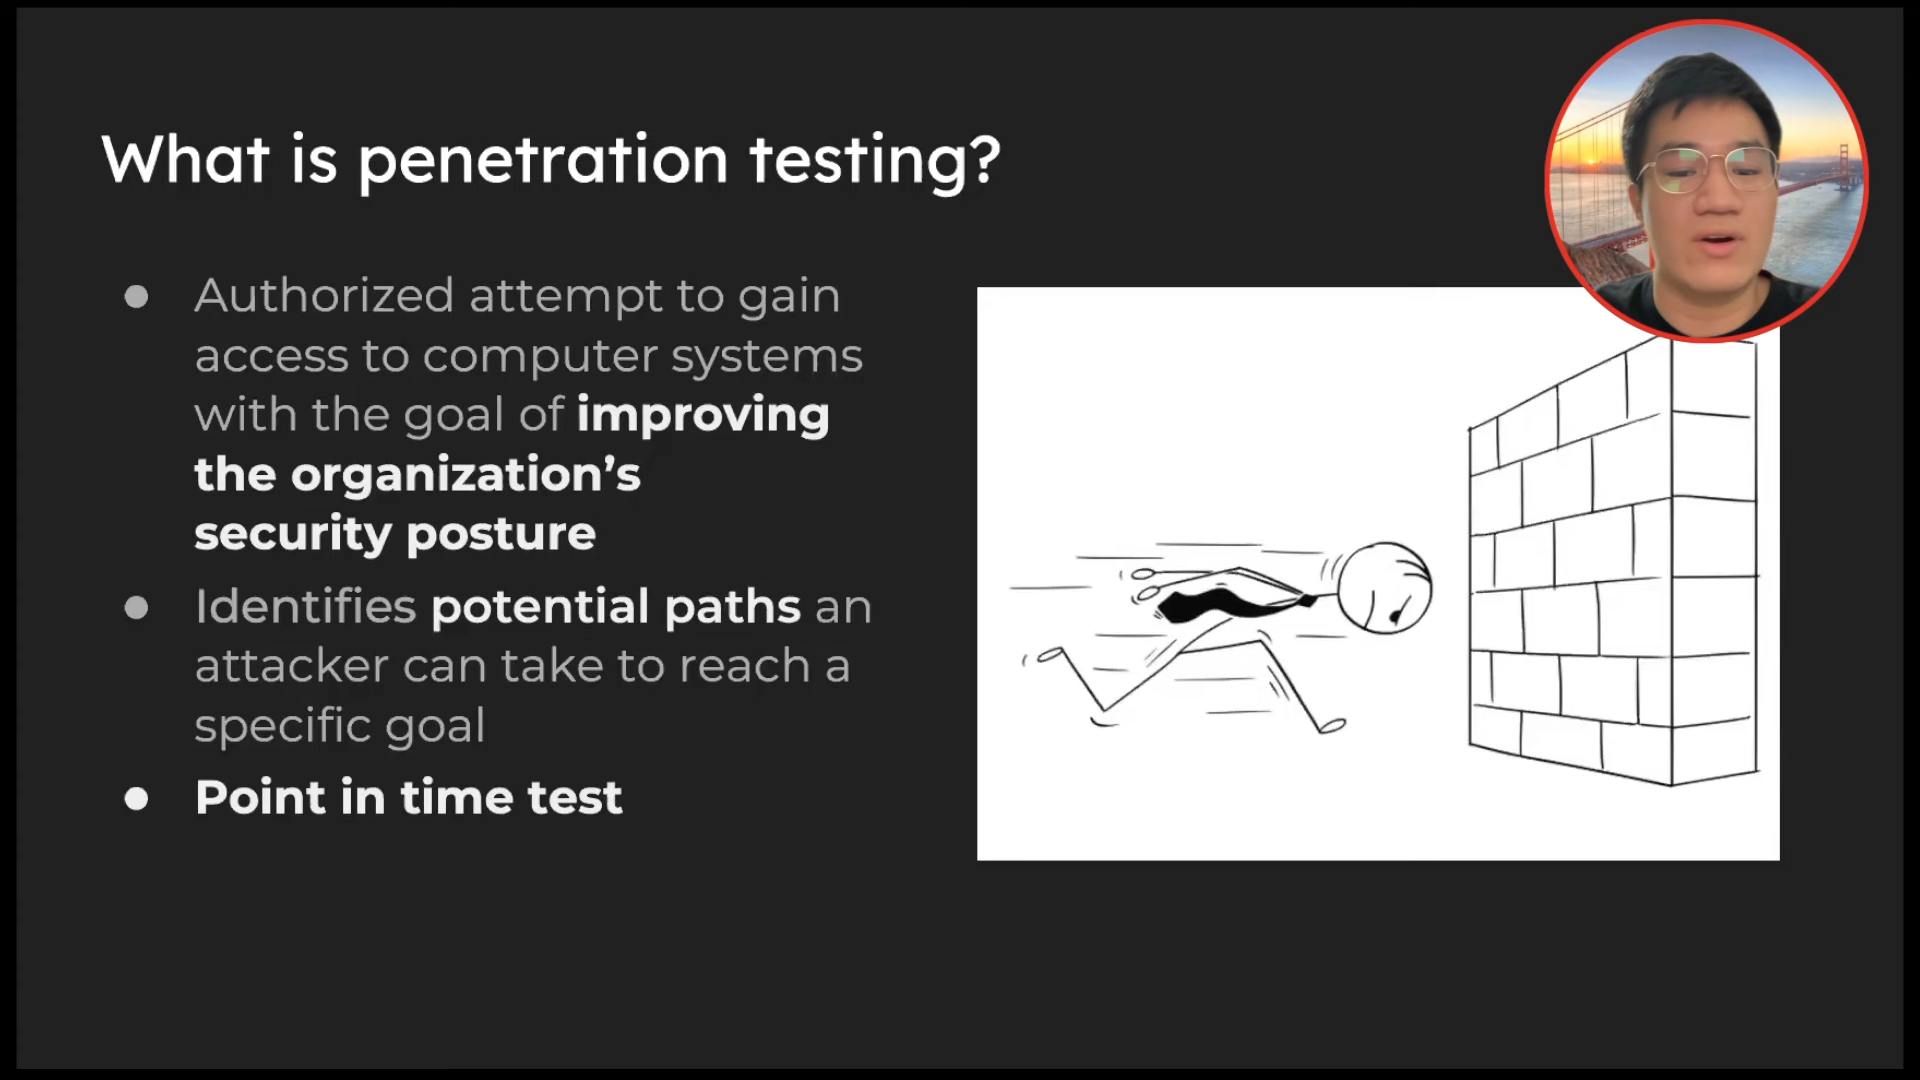 What is penetration testing?
● Authorized attempt to gain
access to computer systems
with the goal of improving
the organization’s
security posture
● Identifies potential paths an
attacker can take to reach a
specific goal
● Point in time test